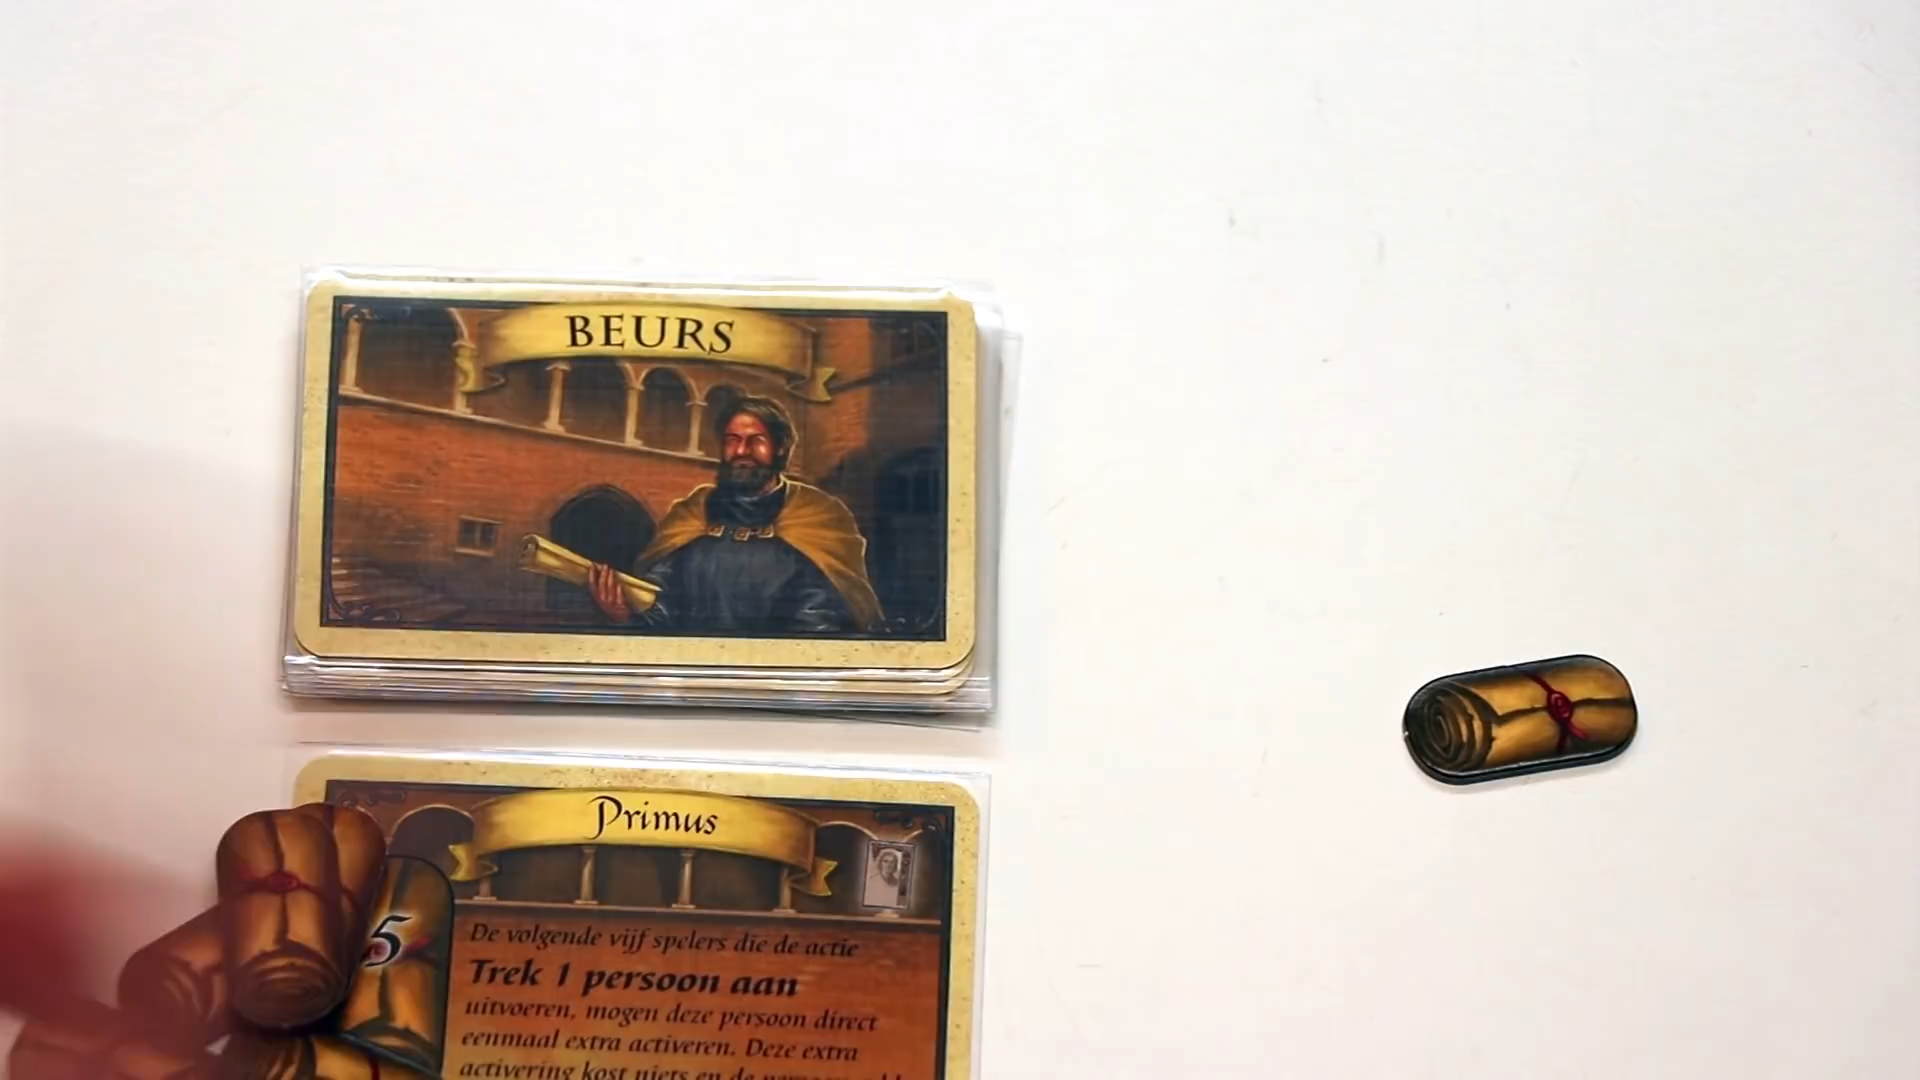 BEURS
Primus
5
De volgende vijf spelers die de actie
Trek 1 persoon aan
uitvoeren, mogen deze persoon direct
eenmaal extra activeren. Deze extra
activering kost niets en de